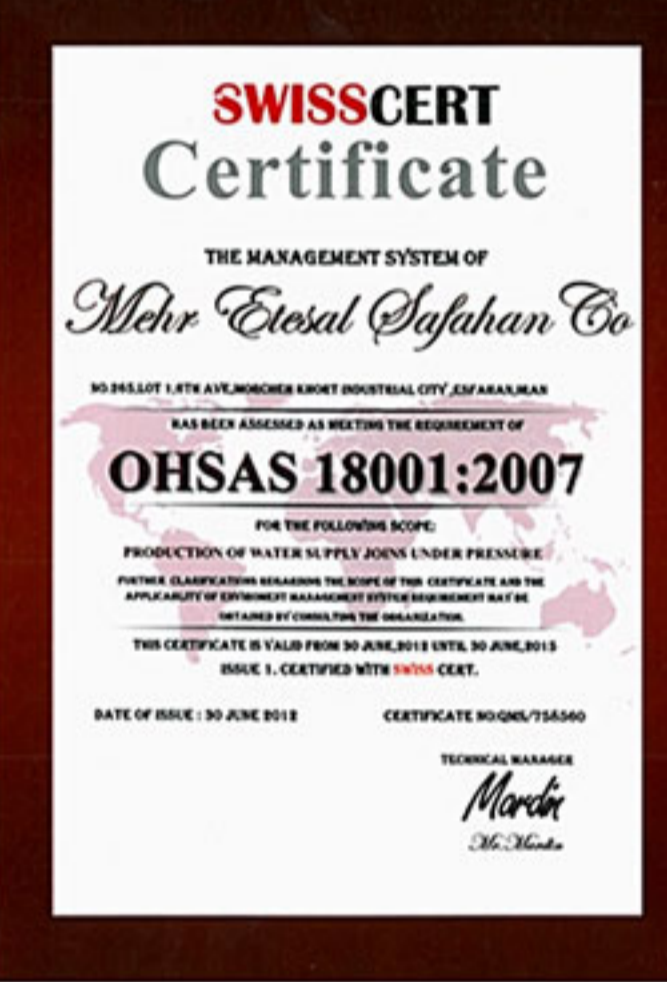 SWISSCERT
Certificate
THE MANAGEMENT SYSTEM OF
Mehr Etesal Safahan Co
NO.265,LOT 1,8TH AVE,MORCHEH KHORT INDUSTRIAL CITY ,ESFAHAN,IRAN
HAS BEEN ASSESSED AS MEETING THE REQUIREMENT OF
OHSAS 18001:2007
FOR THE FOLLOWING SCOPE:
PRODUCTION OF WATER SUPPLY JOINS UNDER PRESSURE
FURTHER CLARIFICATIONS REGARDING THE SCOPE OF THIS CERTIFICATE AND THE
APPLICABILITY OF ENVIROMENT MANAGEMENT SYSTEM REQUIREMENT MAY BE
OBTAINED BY CONSULTING THE ORGANIZATION.
THIS CERTIFICATE IS VALID FROM 30 JUNE,2012 UNTIL 30 JUNE,2015
ISSUE 1. CERTIFIED WITH SWISS CERT.
DATE OF ISSUE : 30 JUNE 2012
CERTIFICATE NO:QMS/
TECHNICAL MANAGER
Mardin
Mr.